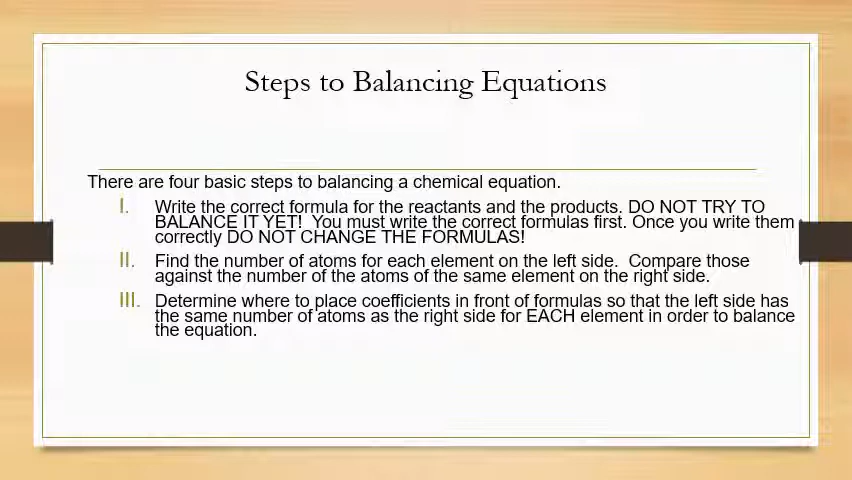 Steps to Balancing Equations
There are four basic steps to balancing a chemical equation.
I. Write the correct formula for the reactants and the products. DO NOT TRY TO
BALANCE IT YET!  You must write the correct formulas first. Once you write them
correctly DO NOT CHANGE THE FORMULAS!
II. Find the number of atoms for each element on the left side.  Compare those
against the number of the atoms of the same element on the right side.
III. Determine where to place coefficients in front of formulas so that the left side has
the same number of atoms as the right side for EACH element in order to balance
the equation.